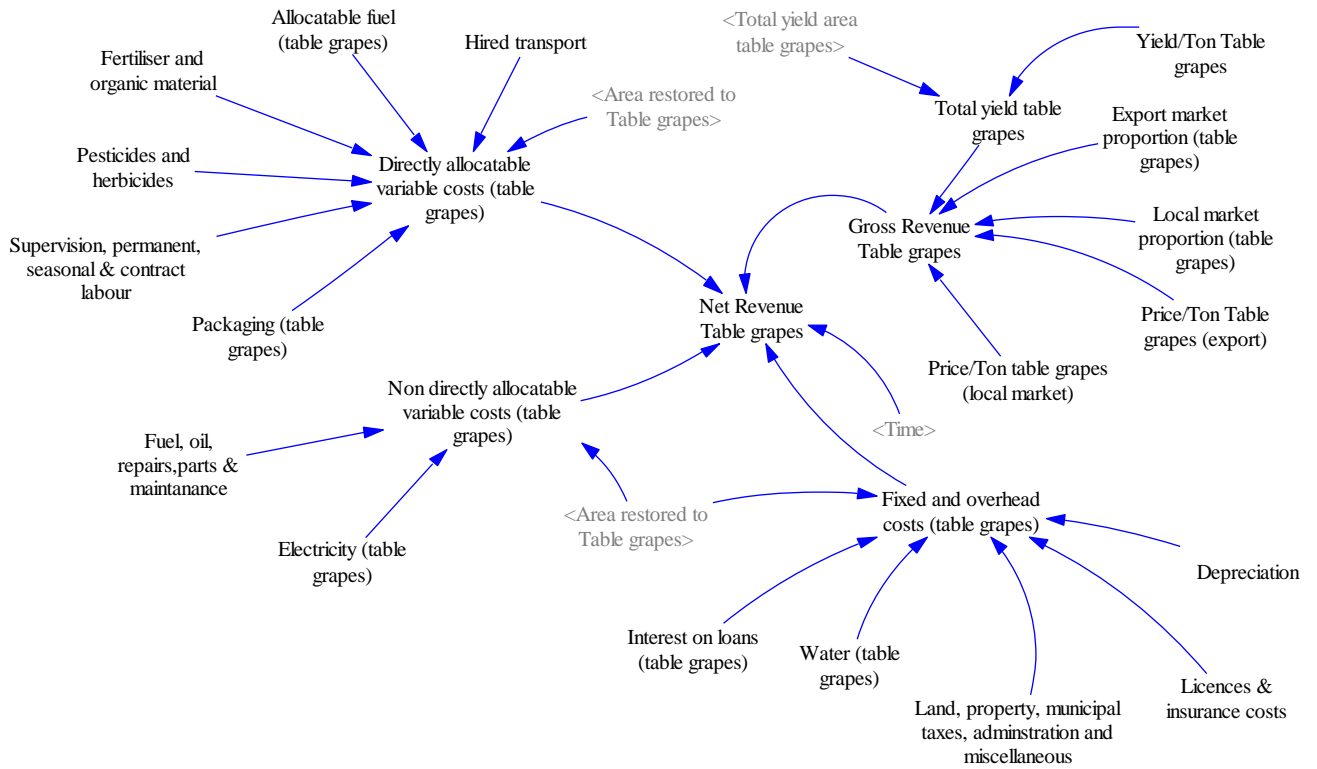 Allocatable fuel
(table grapes)
Hired transport
<Total yield area
table grapes>
Yield/Ton Table
grapes
Fertiliser and
organic material
<Area restored to
Table grapes>
Total yield table
grapes
Export market
proportion (table
grapes)
Pesticides and
herbicides
Directly allocatable
variable costs (table
grapes)
Supervision, permanent,
seasonal & contract
labour
Gross Revenue
Table grapes
Local market
proportion (table
grapes)
Packaging (table
grapes)
Net Revenue
Table grapes
Price/Ton Table
grapes (export)
Price/Ton table grapes
(local market)
Non directly allocatable
variable costs (table
grapes)
<Time>
Fuel, oil,
repairs,parts &
maintanance
<Area restored to
Table grapes>
Fixed and overhead
costs (table grapes)
Electricity (table
grapes)
Depreciation
Interest on loans
(table grapes)
Water (table
grapes)
Licences &
insurance costs
Land, property, municipal
taxes, adminstration and
miscellaneous